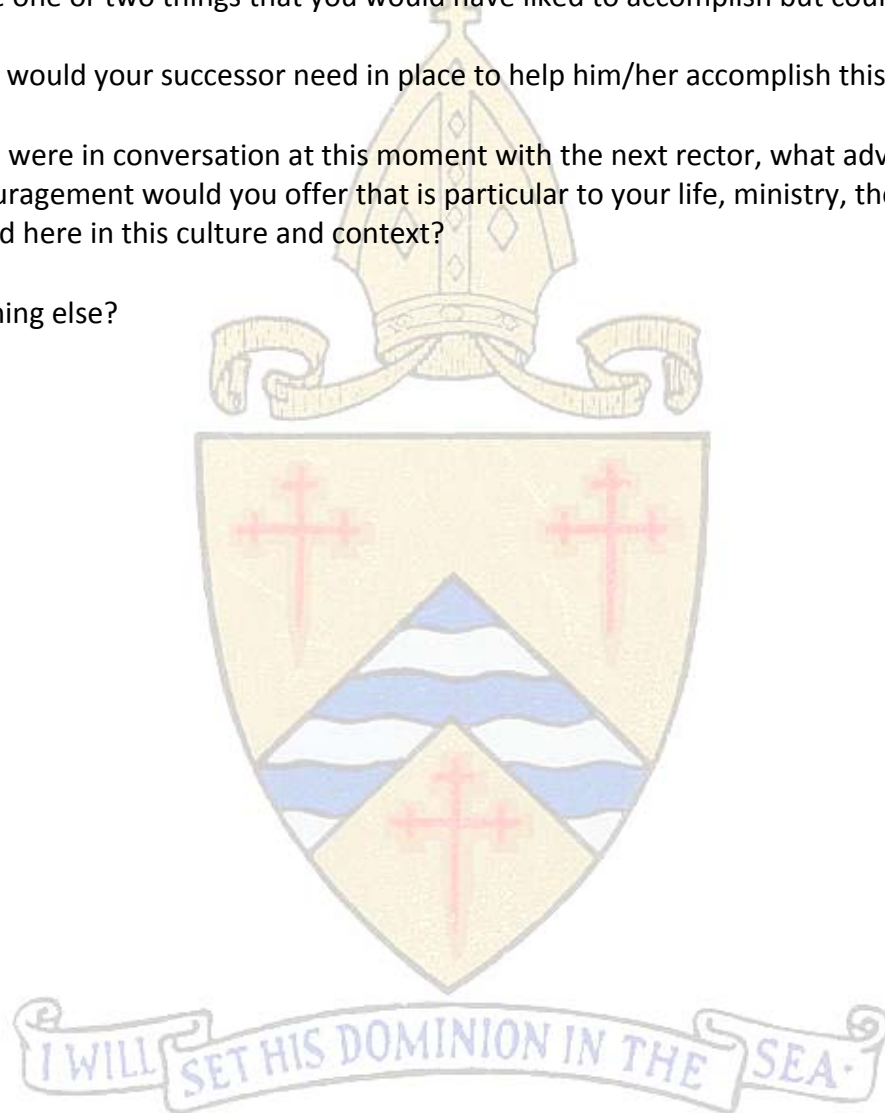 one or two things that you would have liked to accomplish but coul
would your successor need in place to help him/her accomplish this
were in conversation at this moment with the next rector, what adv
uragement would you offer that is particular to your life, ministry, the
d here in this culture and context?
ning else?
I WILL SET HIS DOMINION IN THE SEA·